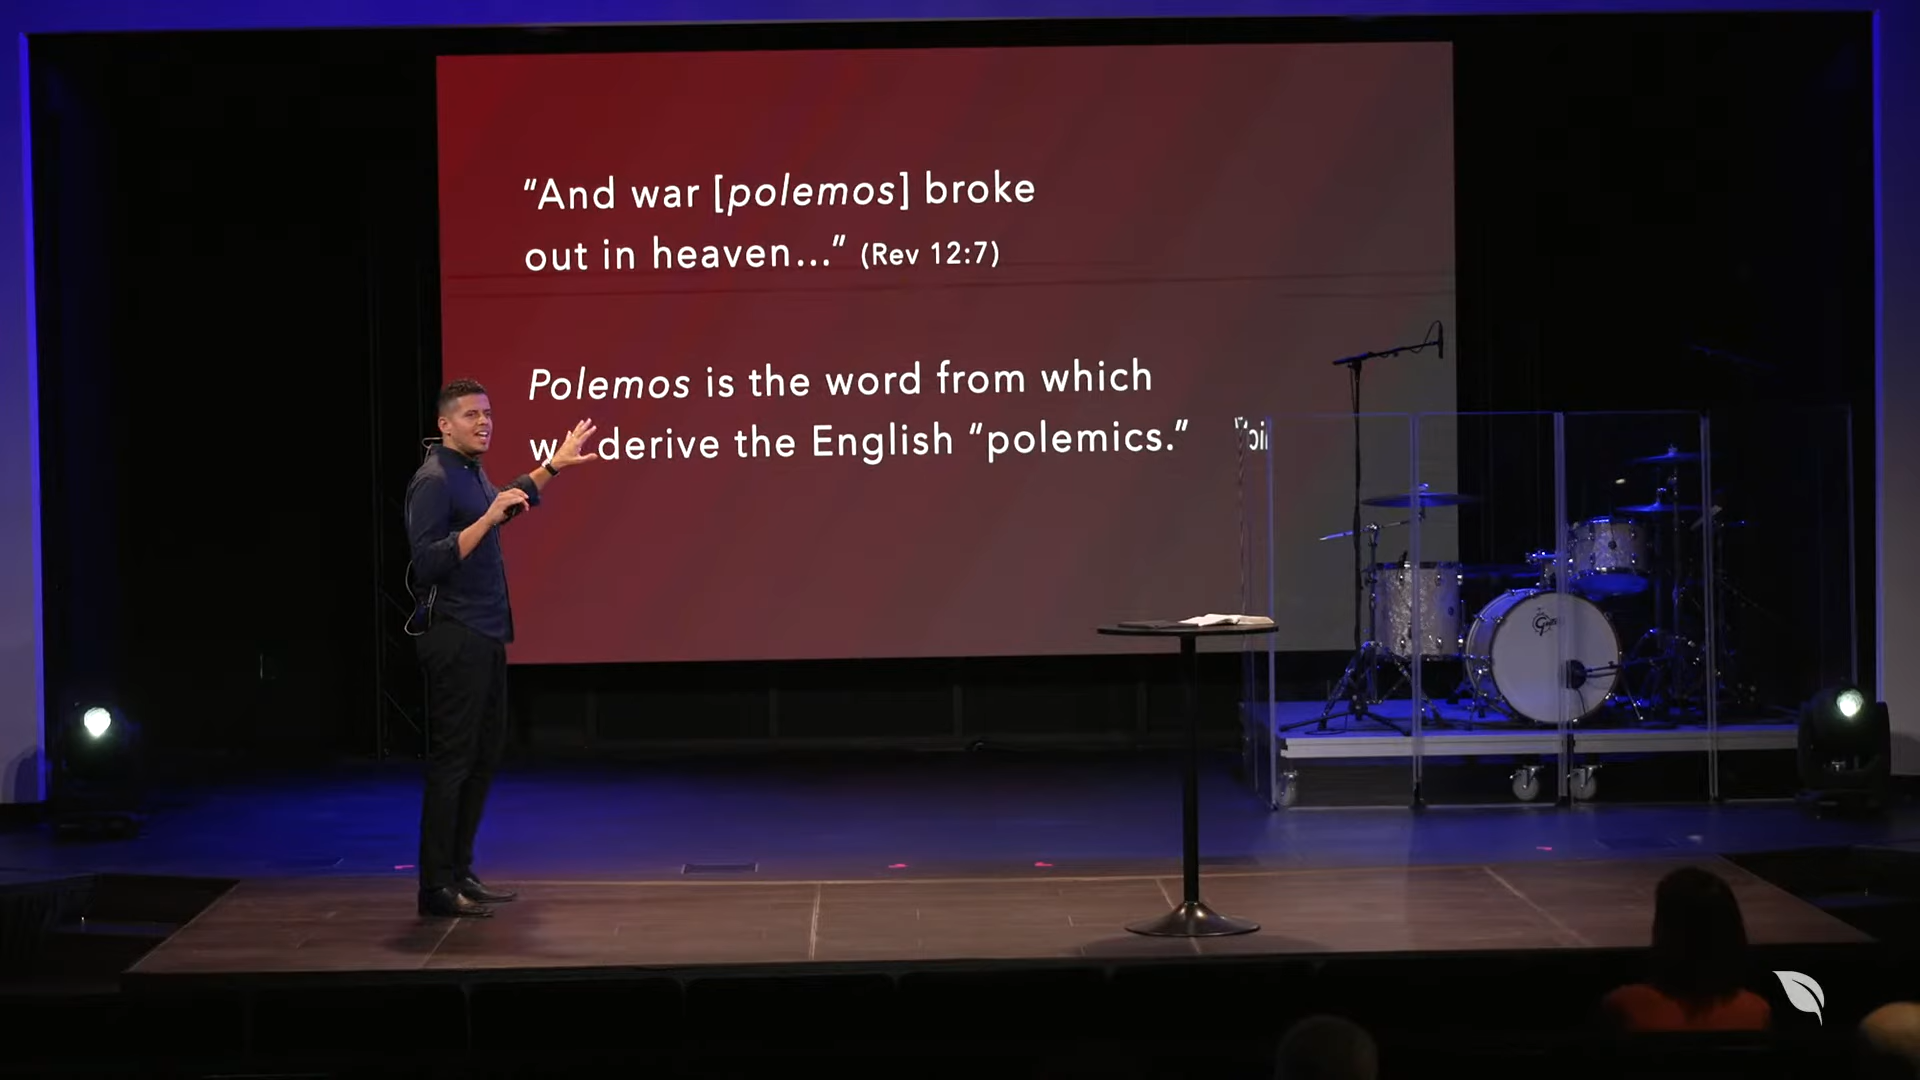 “And war [polemos] broke
out in heaven...” (Rev 12:7)
Polemos is the word from which
we derive the English “polemics.”